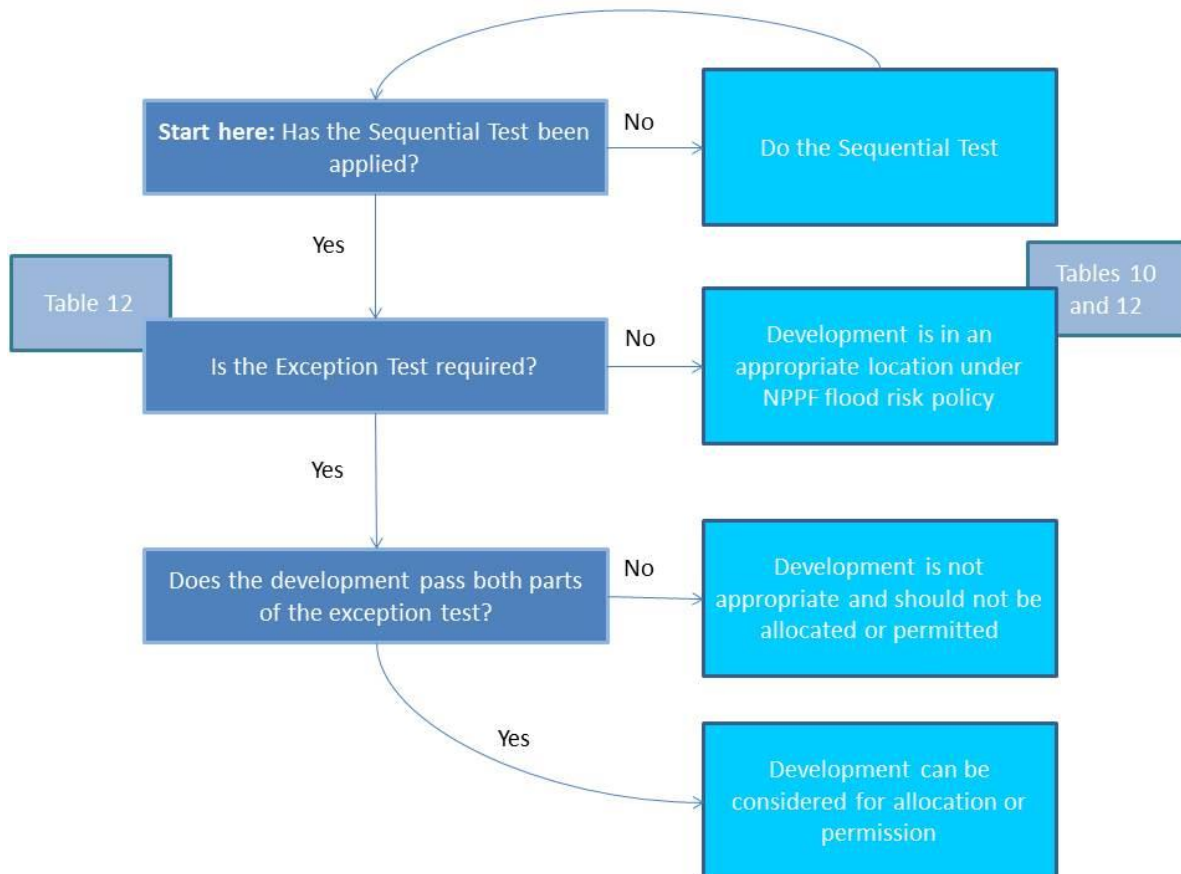 Start here: Has the Sequential Test been
applied?
No
Do the Sequential Test
Yes
Table 12
Tables 10
and 12
Is the Exception Test required?
No
Development is in an
appropriate location under
NPPF flood risk policy
Yes
Does the development pass both parts
of the exception test?
No
Development is not
appropriate and should not be
allocated or permitted
Yes
Development can be
considered for allocation or
permission